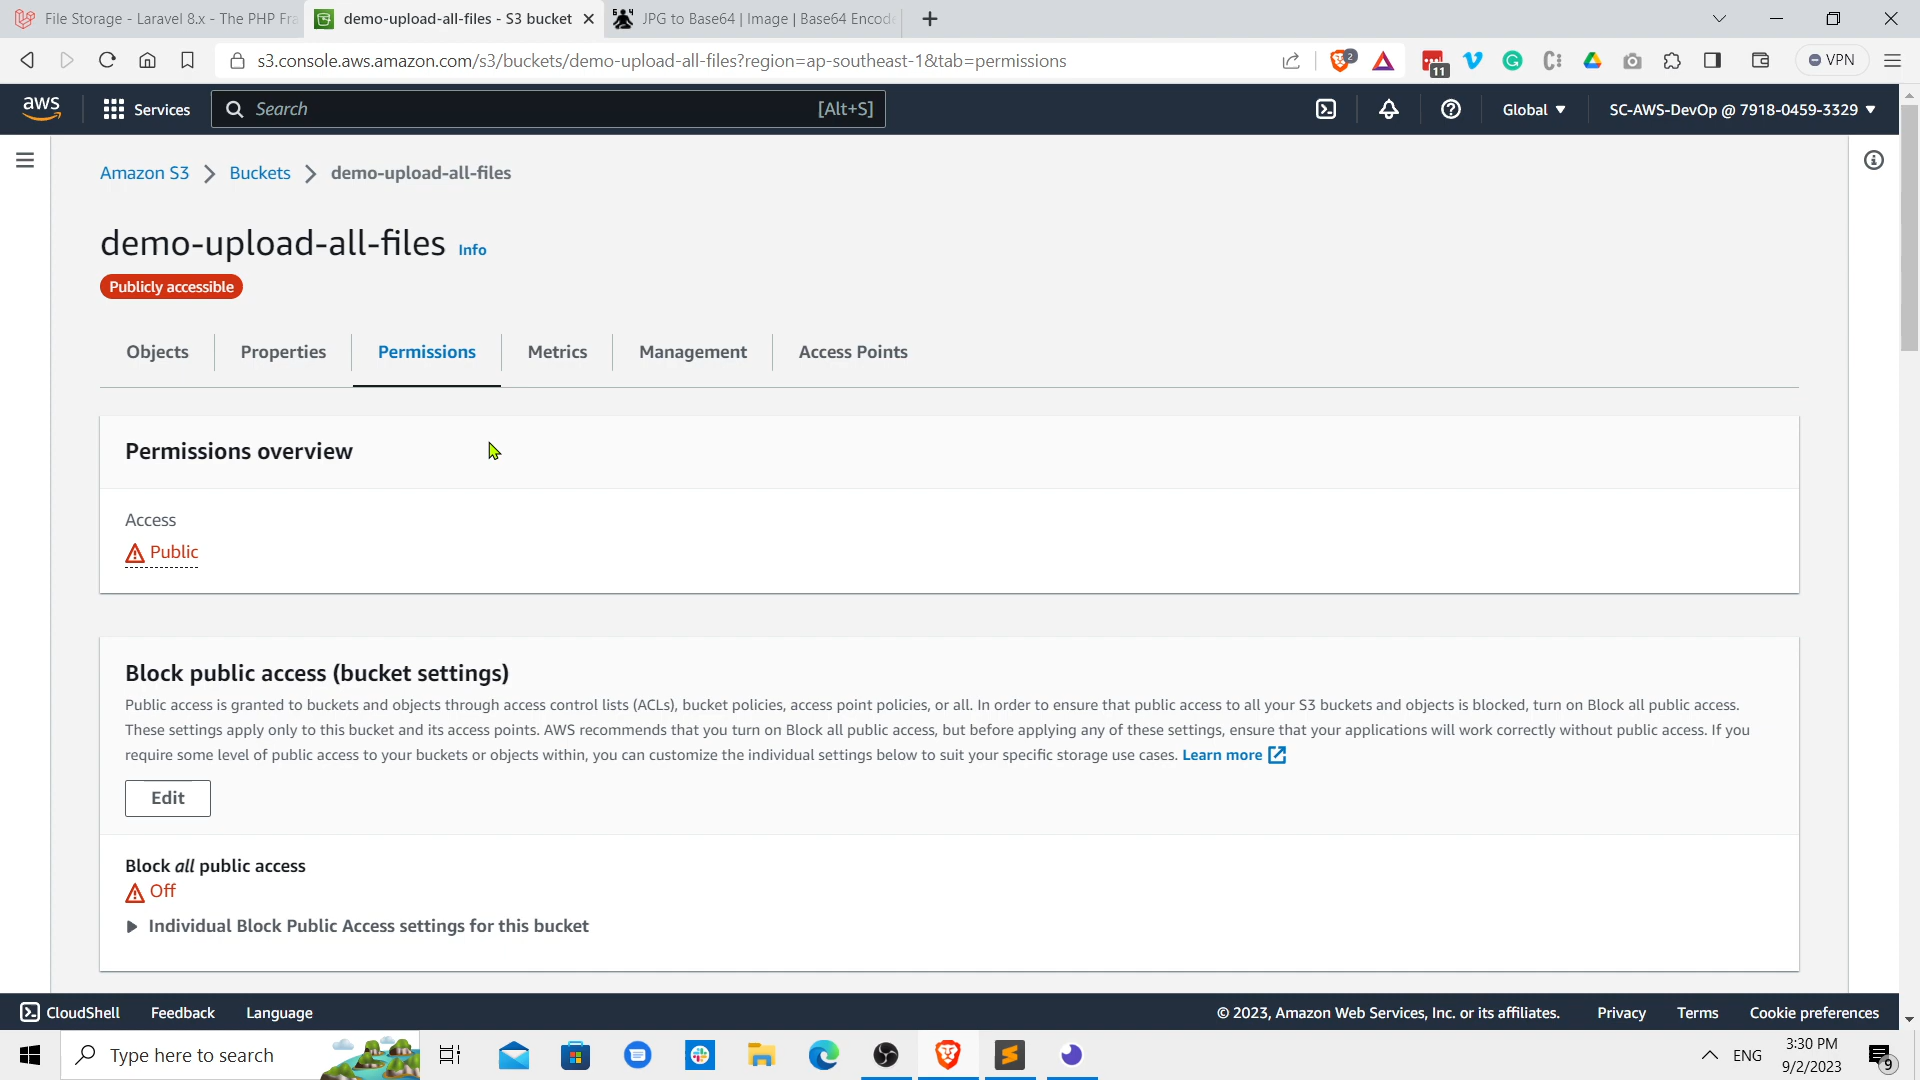 File Storage - Laravel 8.x - The PHP Fra
demo-upload-all-files - S3 bucket
JPG to Base64 | Image | Base64 Encode
s3.console.aws.amazon.com/s3/buckets/demo-upload-all-files?region=ap-southeast-1&tab=permissions
2
11
VPN
aws
Services
Search
[Alt+S]
Global
SC-AWS-DevOp @ 7918-0459-3329
Amazon S3
Buckets
demo-upload-all-files
demo-upload-all-files Info
Publicly accessible
Objects
Properties
Permissions
Metrics
Management
Access Points
Permissions overview
Access
Public
Block public access (bucket settings)
Public access is granted to buckets and objects through access control lists (ACLs), bucket policies, access point policies, or all. In order to ensure that public access to all your S3 buckets and objects is blocked, turn on Block all public access.
These settings apply only to this bucket and its access points. AWS recommends that you turn on Block all public access, but before applying any of these settings, ensure that your applications will work correctly without public access. If you
require some level of public access to your buckets or objects within, you can customize the individual settings below to suit your specific storage use cases. Learn more
Edit
Block all public access
Off
Individual Block Public Access settings for this bucket
CloudShell
Feedback
Language
© 2023, Amazon Web Services, Inc. or its affiliates.
Privacy
Terms
Cookie preferences
Type here to search
ENG
3:30 PM
9/2/2023
9